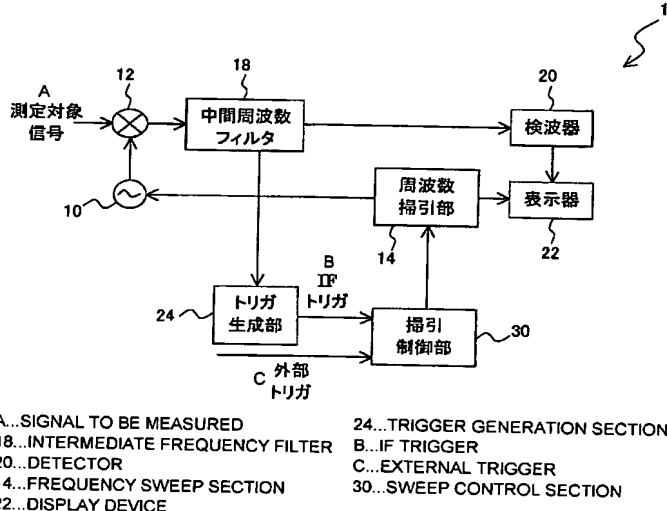 1
12
18
20
A
測定対象
信号
中間周波数
フィルタ
検波器
周波数
掃引部
表示器
10
14
22
B
IF
トリガ
24
トリガ
生成部
掃引
制御部
30
C 外部
トリガ
A...SIGNAL TO BE MEASURED
18...INTERMEDIATE FREQUENCY FILTER
20...DETECTOR
14...FREQUENCY SWEEP SECTION
22...DISPLAY DEVICE
24...TRIGGER GENERATION SECTION
B...IF TRIGGER
C...EXTERNAL TRIGGER
30...SWEEP CONTROL SECTION